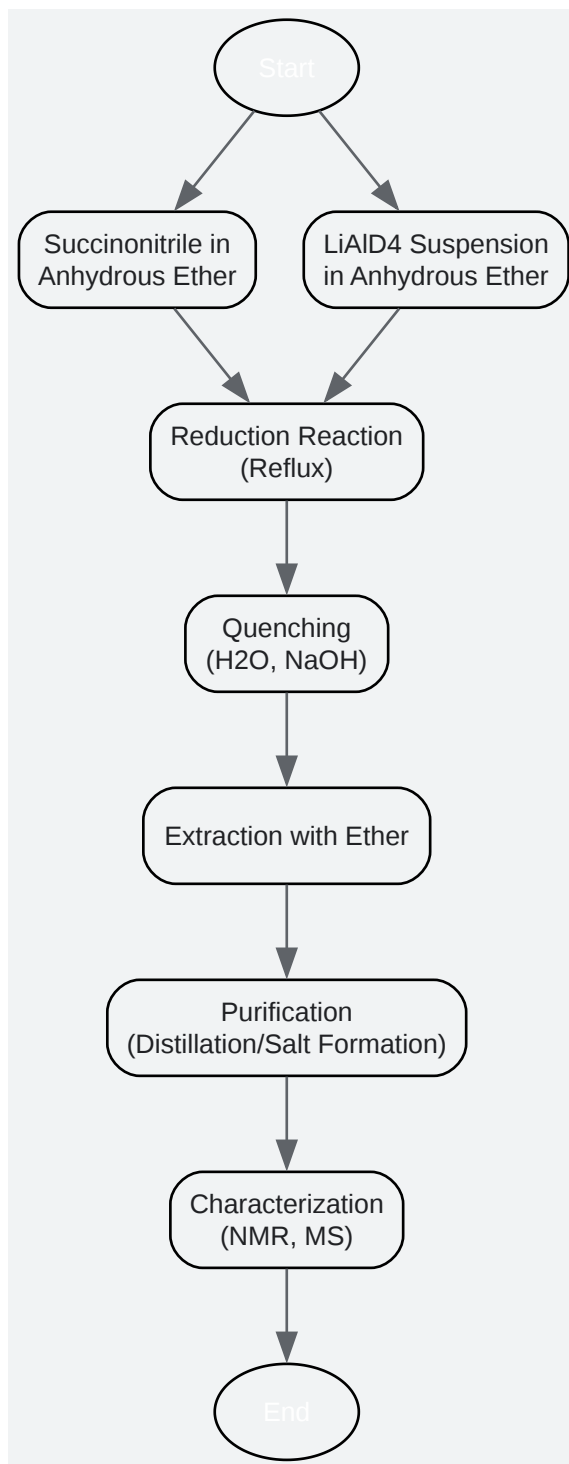 Start
Succinonitrile in
Anhydrous Ether
LiAlD4 Suspension
in Anhydrous Ether
Reduction Reaction
(Reflux)
Quenching
(H2O, NaOH)
Extraction with Ether
Purification
(Distillation/Salt Formation)
Characterization
(NMR, MS)
End